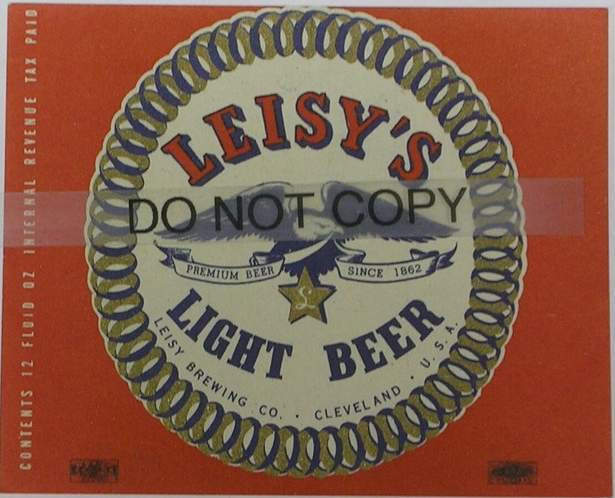 CONTENTS 12 FLUID OZ INTERNAL REVENUE TAX PAID
LEISY'S
DO NOT COPY
PREMIUM BEER
SINCE 1862
LIGHT BEER
LEISY BREWING CO. • CLEVELAND • U.S.A.